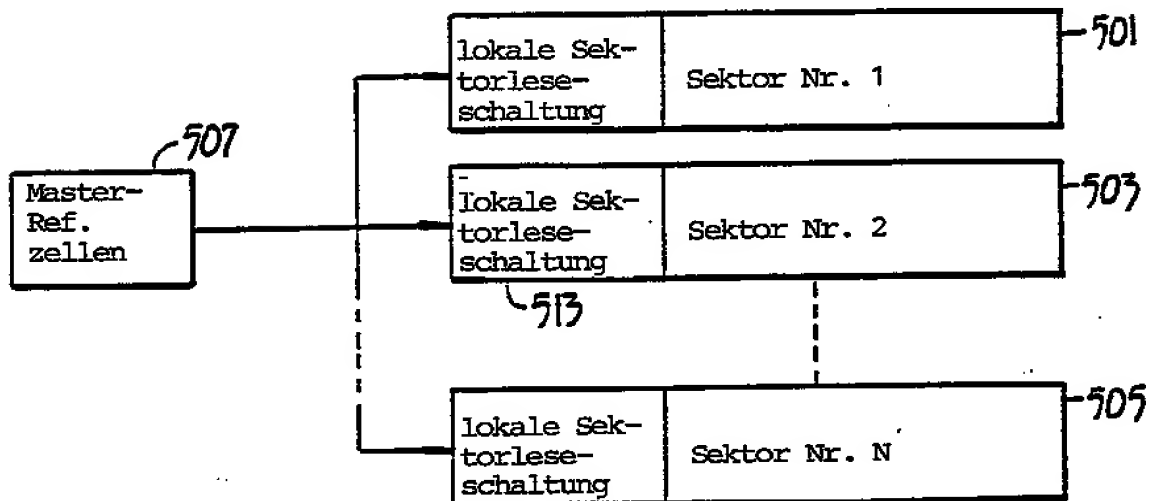 501
lokale Sek-
torlese-
schaltung
Sektor Nr. 1
507
Master-
Ref.
zellen
503
lokale Sek-
torlese-
schaltung
Sektor Nr. 2
513
505
lokale Sek-
torlese-
schaltung
Sektor Nr. N